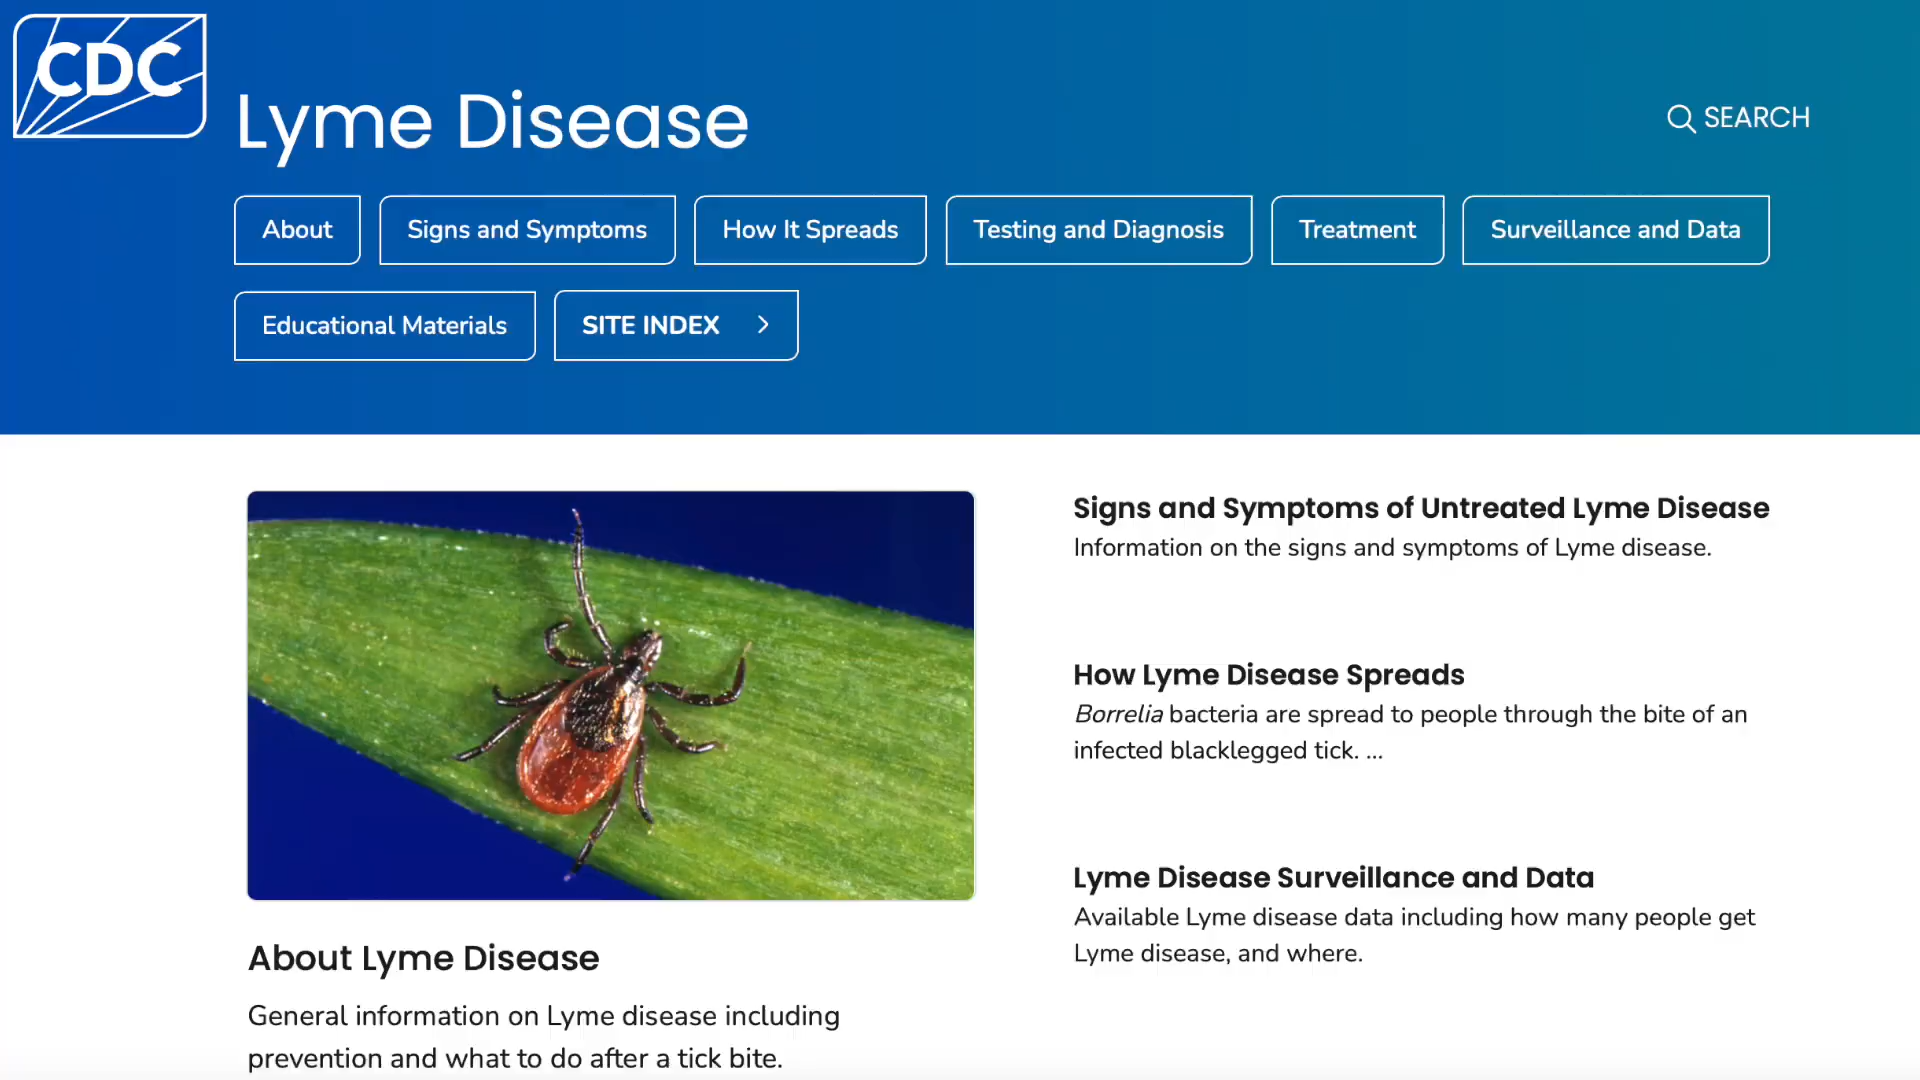 CDC
Lyme Disease
SEARCH
About
Signs and Symptoms
How It Spreads
Testing and Diagnosis
Treatment
Surveillance and Data
Educational Materials
SITE INDEX
About Lyme Disease
General information on Lyme disease including
prevention and what to do after a tick bite.
Signs and Symptoms of Untreated Lyme Disease
Information on the signs and symptoms of Lyme disease.
How Lyme Disease Spreads
Borrelia bacteria are spread to people through the bite of an
infected blacklegged tick. ...
Lyme Disease Surveillance and Data
Available Lyme disease data including how many people get
Lyme disease, and where.